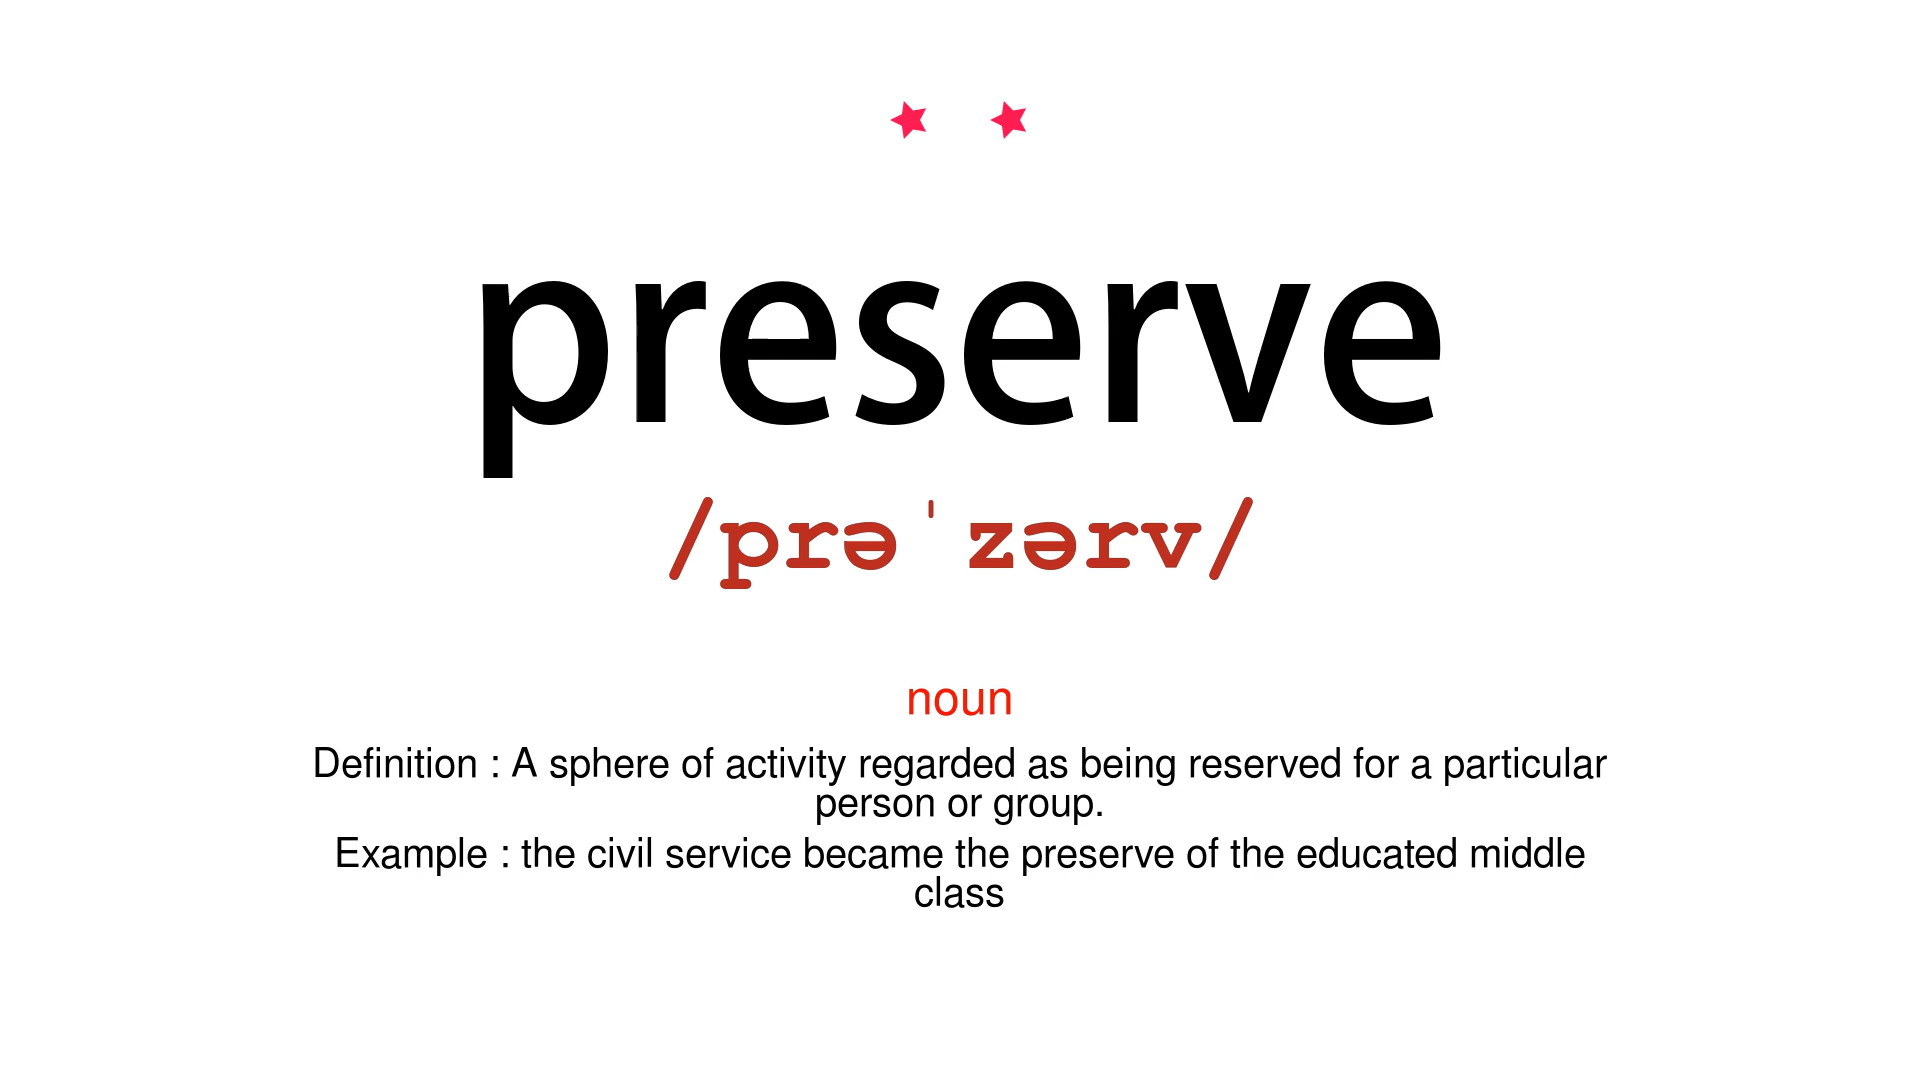 preserve
/prəˈzərv/
noun
Definition : A sphere of activity regarded as being reserved for a particular
person or group.
Example : the civil service became the preserve of the educated middle
class